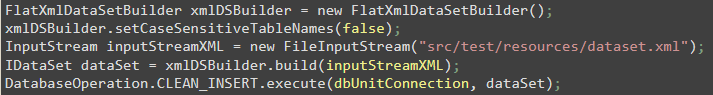 FlatXmlDataSetBuilder xmlDSBuilder = new FlatXmlDataSetBuilder();
xmlDSBuilder.setCaseSensitiveTableNames(false);
InputStream inputStreamXML = new FileInputStream("src/test/resources/dataset.xml");
IDataSet dataSet = xmlDSBuilder.build(inputStreamXML);
DatabaseOperation.CLEAN_INSERT.execute(dbUnitConnection, dataSet);